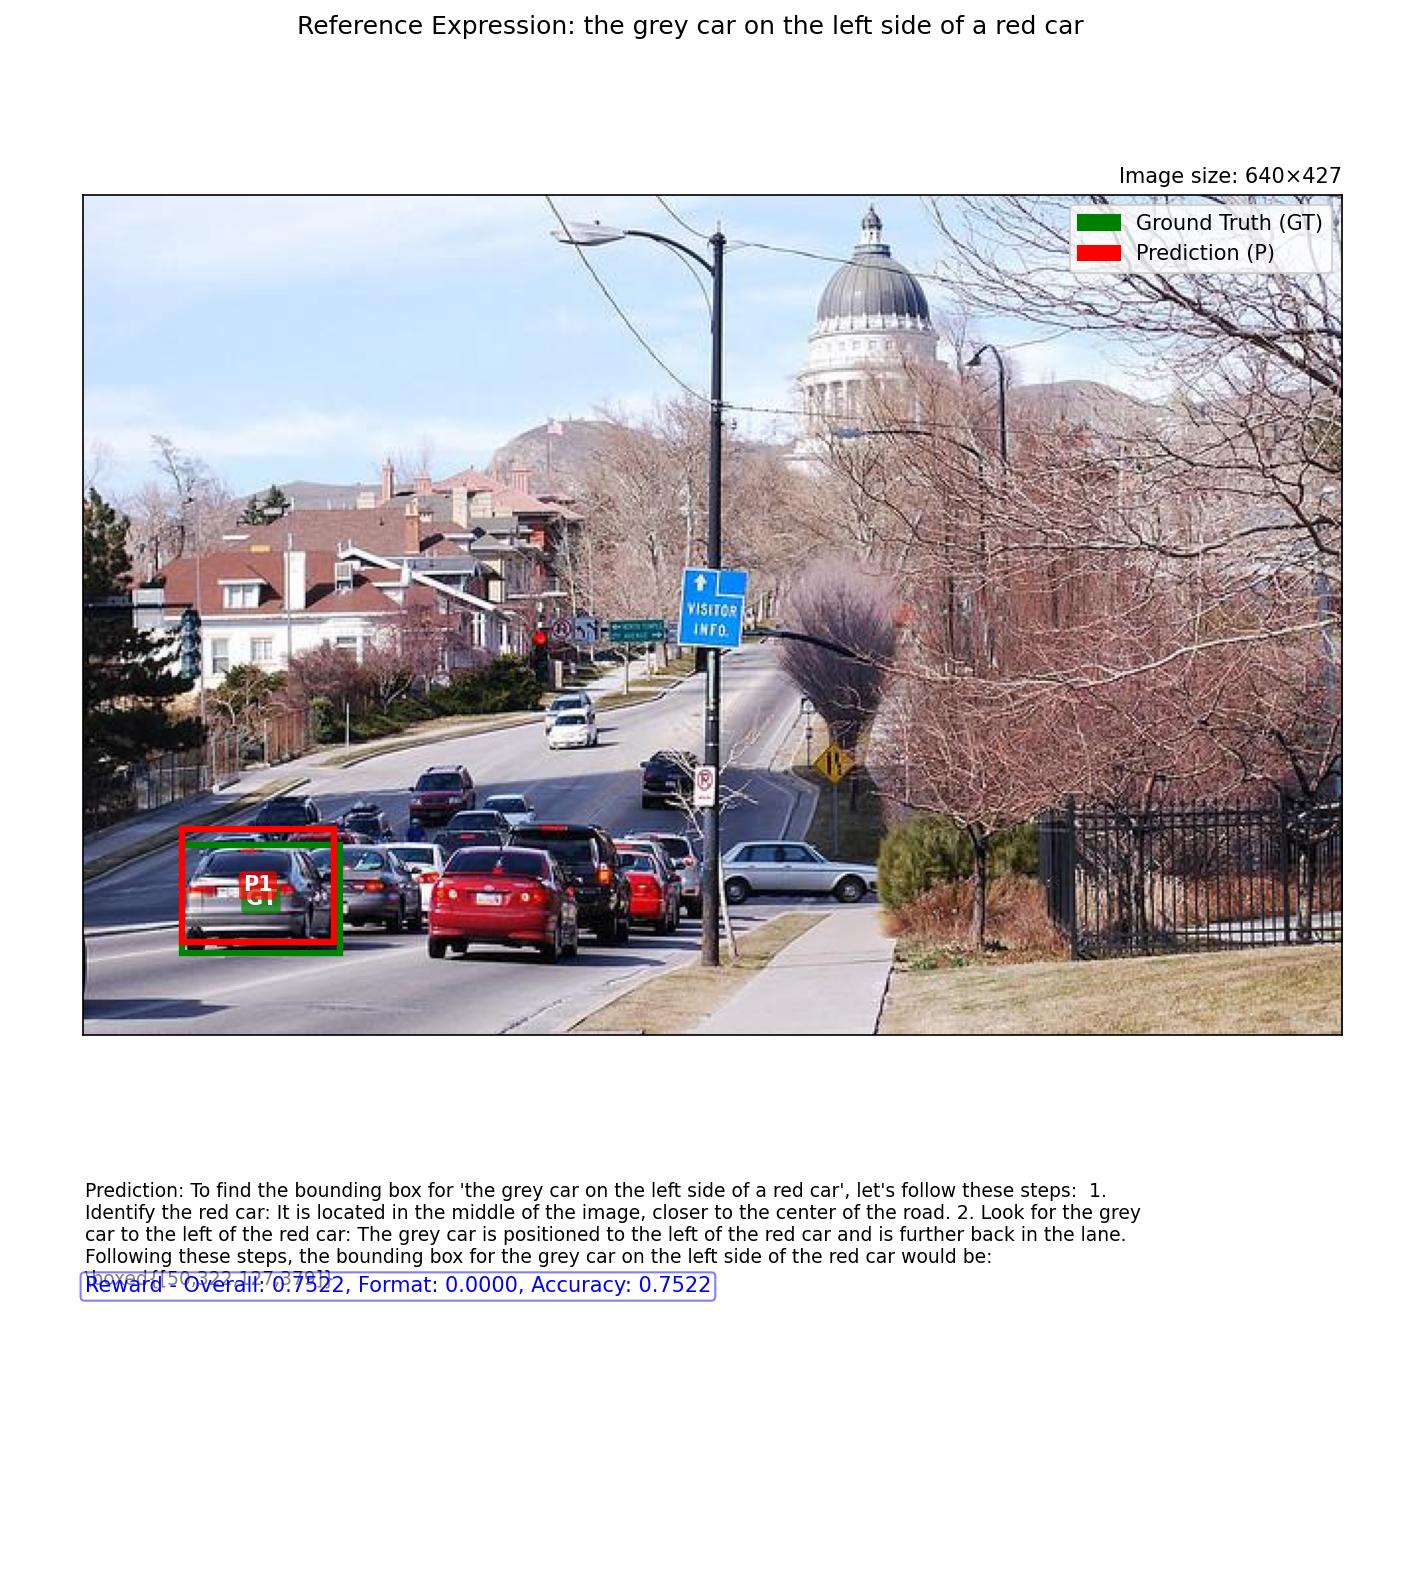 Reference Expression: the grey car on the left side of a red car
Image size: 640×427
Ground Truth (GT)
Prediction (P)
VISITOR
INFO.
P1
GT
Prediction: To find the bounding box for 'the grey car on the left side of a red car', let's follow these steps:  1.
Identify the red car: It is located in the middle of the image, closer to the center of the road. 2. Look for the grey
car to the left of the red car: The grey car is positioned to the left of the red car and is further back in the lane.
Following these steps, the bounding box for the grey car on the left side of the red car would be:
\boxed{[50,322,127,379]}
Reward - Overall: 0.7522, Format: 0.0000, Accuracy: 0.7522